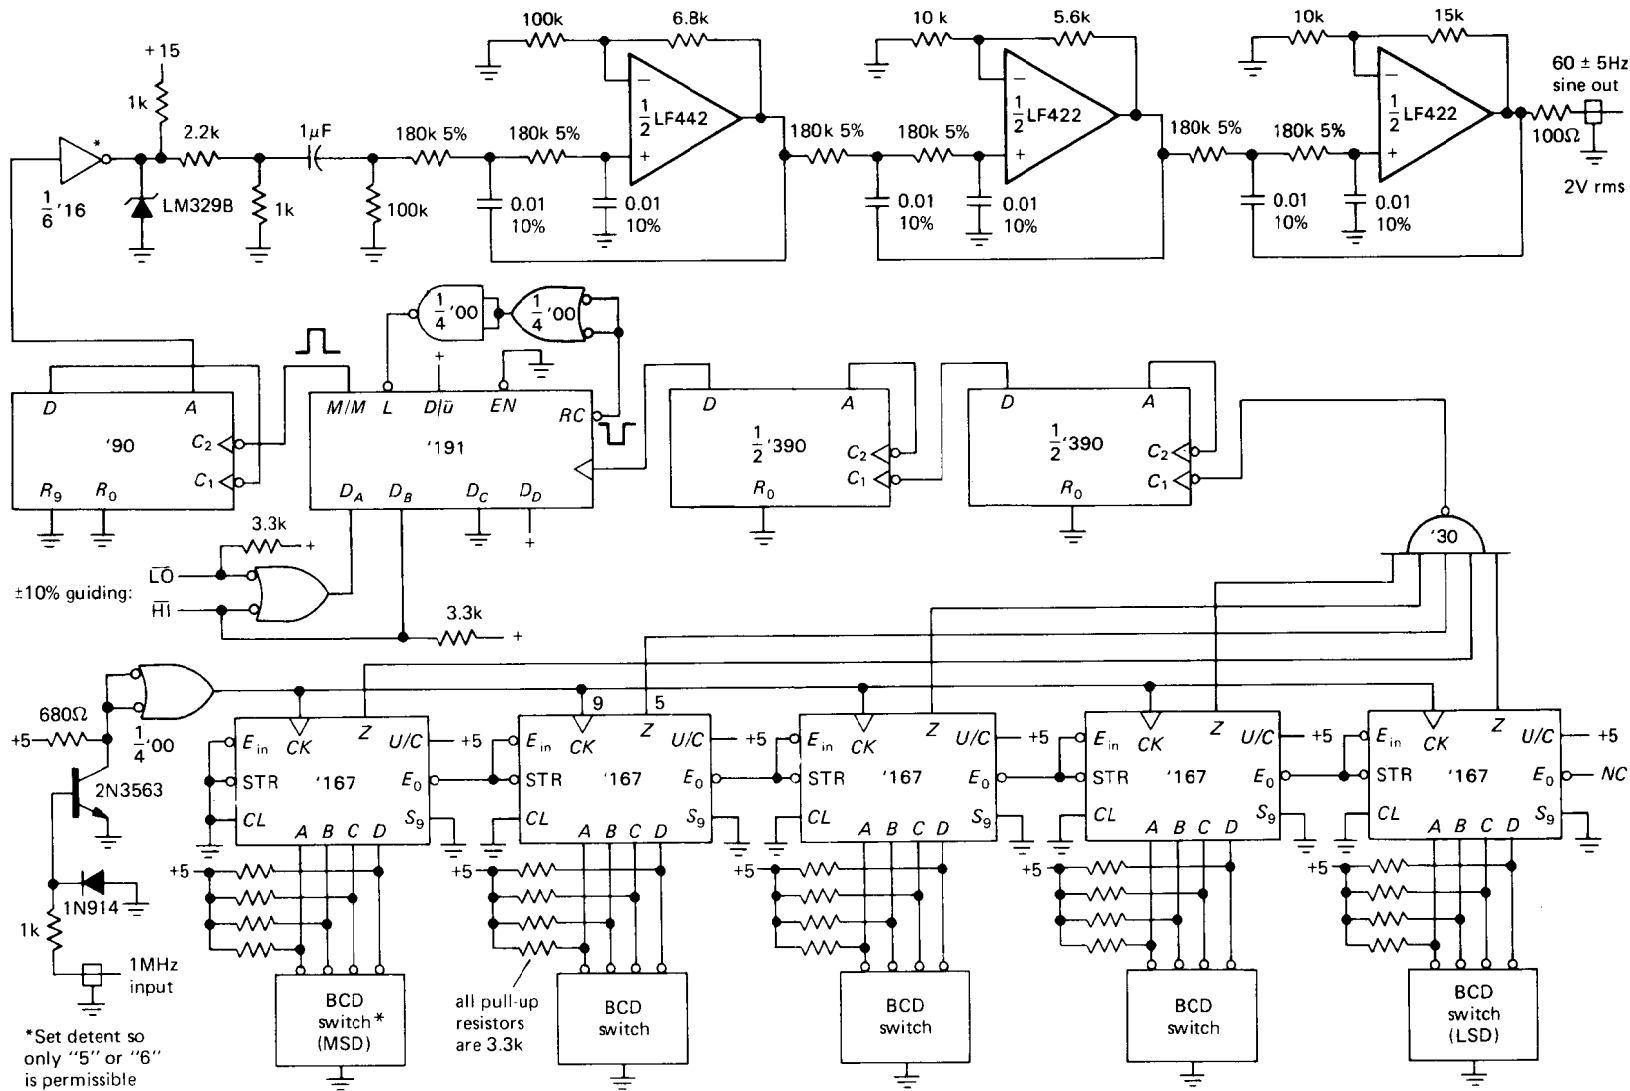 100k 6.8k 10 k 5.6k 10k 15k
+15
60 ± 5Hz
sine out
1k
2.2k
1μF
180k 5% 180k 5%
−
1/2 LF442
+
180k 5% 180k 5%
−
1/2 LF422
+
180k 5% 180k 5%
−
1/2 LF422
+
100Ω
*
1/6 '16
LM329B
1k
100k
0.01
10%
0.01
10%
0.01
10%
0.01
10%
0.01
10%
0.01
10%
2V rms
1/4 '00
1/4 '00
+
D A
'90
C2
C1
R9 R0
M/M L D/ū EN
RC
'191
DA DB DC DD
+
D A
1/2 '390
C2
C1
R0
D A
1/2 '390
C2
C1
R0
'30
3.3k
+
L̅O̅
±10% guiding:
H̅I̅
3.3k
+
680Ω
+5
1/4 '00
2N3563
1N914
1k
1MHz
input
9 5
Ein CK Z U/C +5
STR '167 E0
CL S9
A B C D
Ein CK Z U/C +5
STR '167 E0
CL S9
A B C D
Ein CK Z U/C +5
STR '167 E0
CL S9
A B C D
Ein CK Z U/C +5
STR '167 E0
CL S9
A B C D
Ein CK Z U/C +5
STR '167 E0 NC
CL S9
A B C D
+5 +5 +5 +5 +5
BCD
switch*
(MSD)
all pull-up
resistors
are 3.3k
BCD
switch
BCD
switch
BCD
switch
BCD
switch
(LSD)
*Set detent so
only "5" or "6"
is permissible